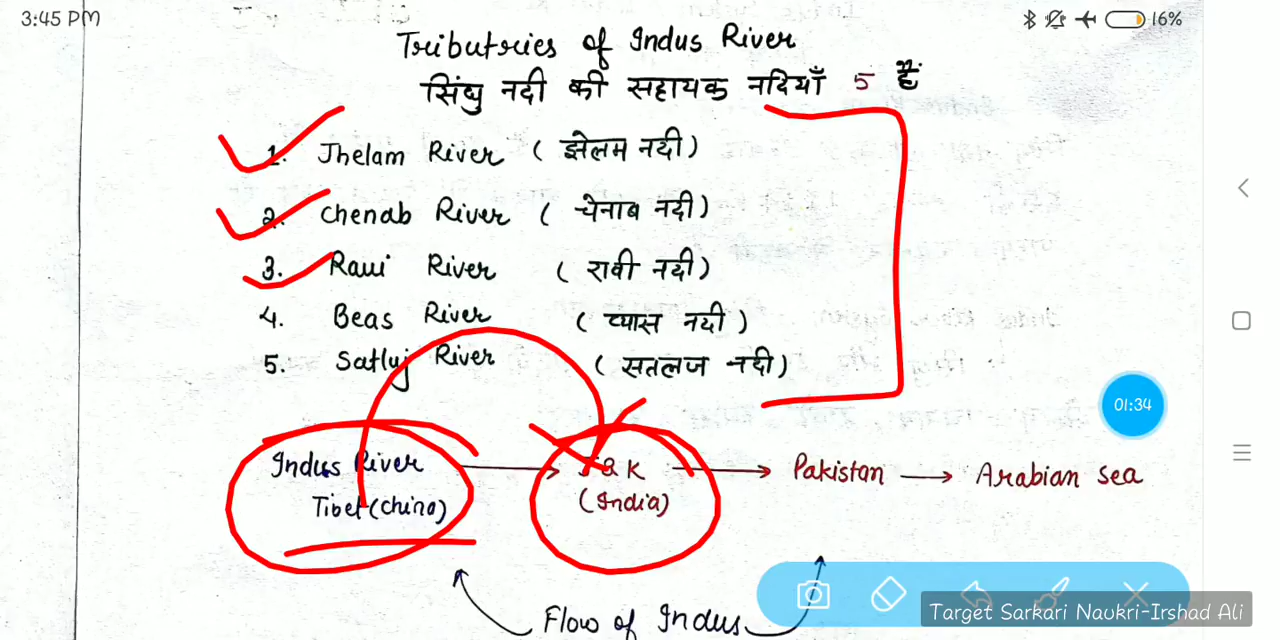 3:45 PM
16%
Tributries of Indus River
सिंधु नदी की सहायक नदियाँ 5 हैं
1. Jhelam River ( झेलम नदी )
2. Chenab River ( चेनाब नदी )
3. Ravi River ( रावी नदी )
4. Beas River ( व्यास नदी )
5. Satluj River ( सतलज नदी )
01:34
Indus River → J & K → Pakistan → Arabian sea
Tibet (China) (India)
Flow of Indus
Target Sarkari Naukri-Irshad Ali